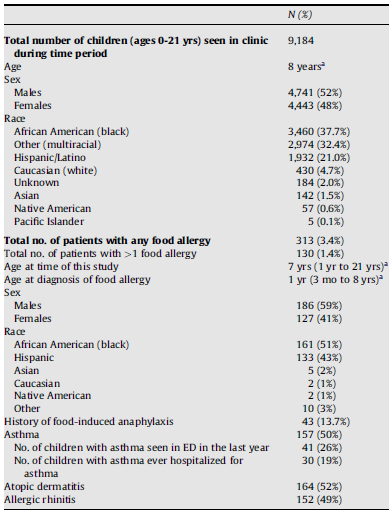 N (%)
Total number of children (ages 0-21 yrs) seen in clinic 9,184
during time period
Age 8 yearsᵃ
Sex
Males 4,741 (52%)
Females 4,443 (48%)
Race
African American (black) 3,460 (37.7%)
Other (multiracial) 2,974 (32.4%)
Hispanic/Latino 1,932 (21.0%)
Caucasian (white) 430 (4.7%)
Unknown 184 (2.0%)
Asian 142 (1.5%)
Native American 57 (0.6%)
Pacific Islander 5 (0.1%)
Total no. of patients with any food allergy 313 (3.4%)
Total no. of patients with >1 food allergy 130 (1.4%)
Age at time of this study 7 yrs (1 yr to 21 yrs)ᵃ
Age at diagnosis of food allergy 1 yr (3 mo to 8 yrs)ᵃ
Sex
Males 186 (59%)
Females 127 (41%)
Race
African American (black) 161 (51%)
Hispanic 133 (43%)
Asian 5 (2%)
Caucasian 2 (1%)
Native American 2 (1%)
Other 10 (3%)
History of food-induced anaphylaxis 43 (13.7%)
Asthma 157 (50%)
No. of children with asthma seen in ED in the last year 41 (26%)
No. of children with asthma ever hospitalized for 30 (19%)
asthma
Atopic dermatitis 164 (52%)
Allergic rhinitis 152 (49%)